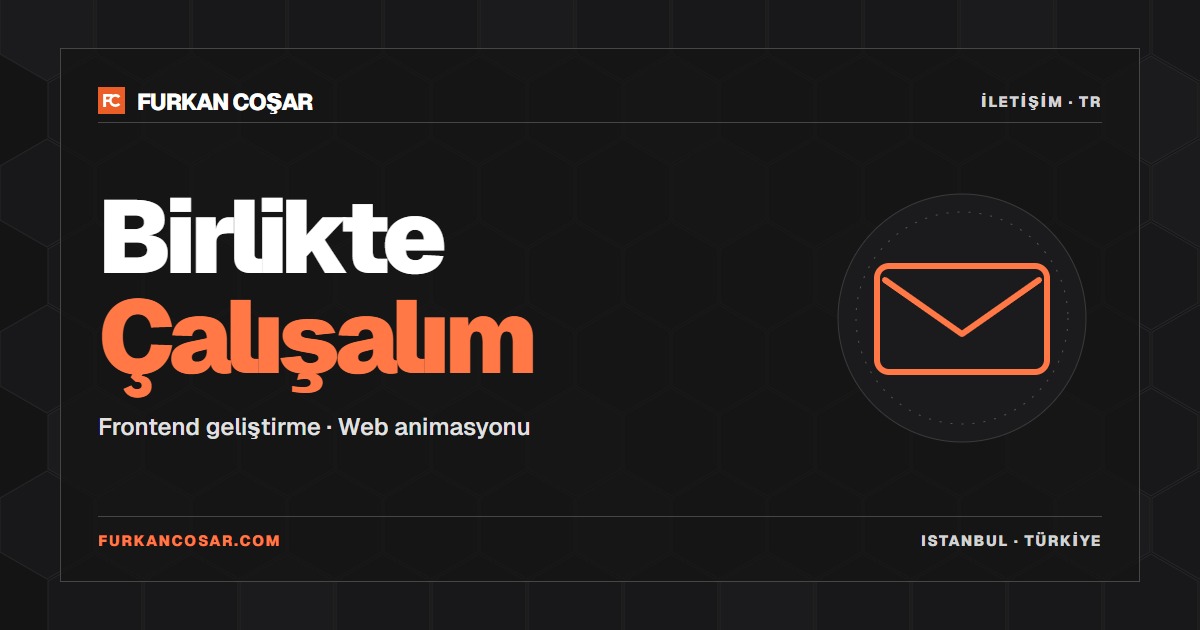 FC FURKAN COŞAR
İLETİŞİM · TR
Birlikte
Çalışalım
Frontend geliştirme · Web animasyonu
FURKANCOSAR.COM
ISTANBUL · TÜRKİYE